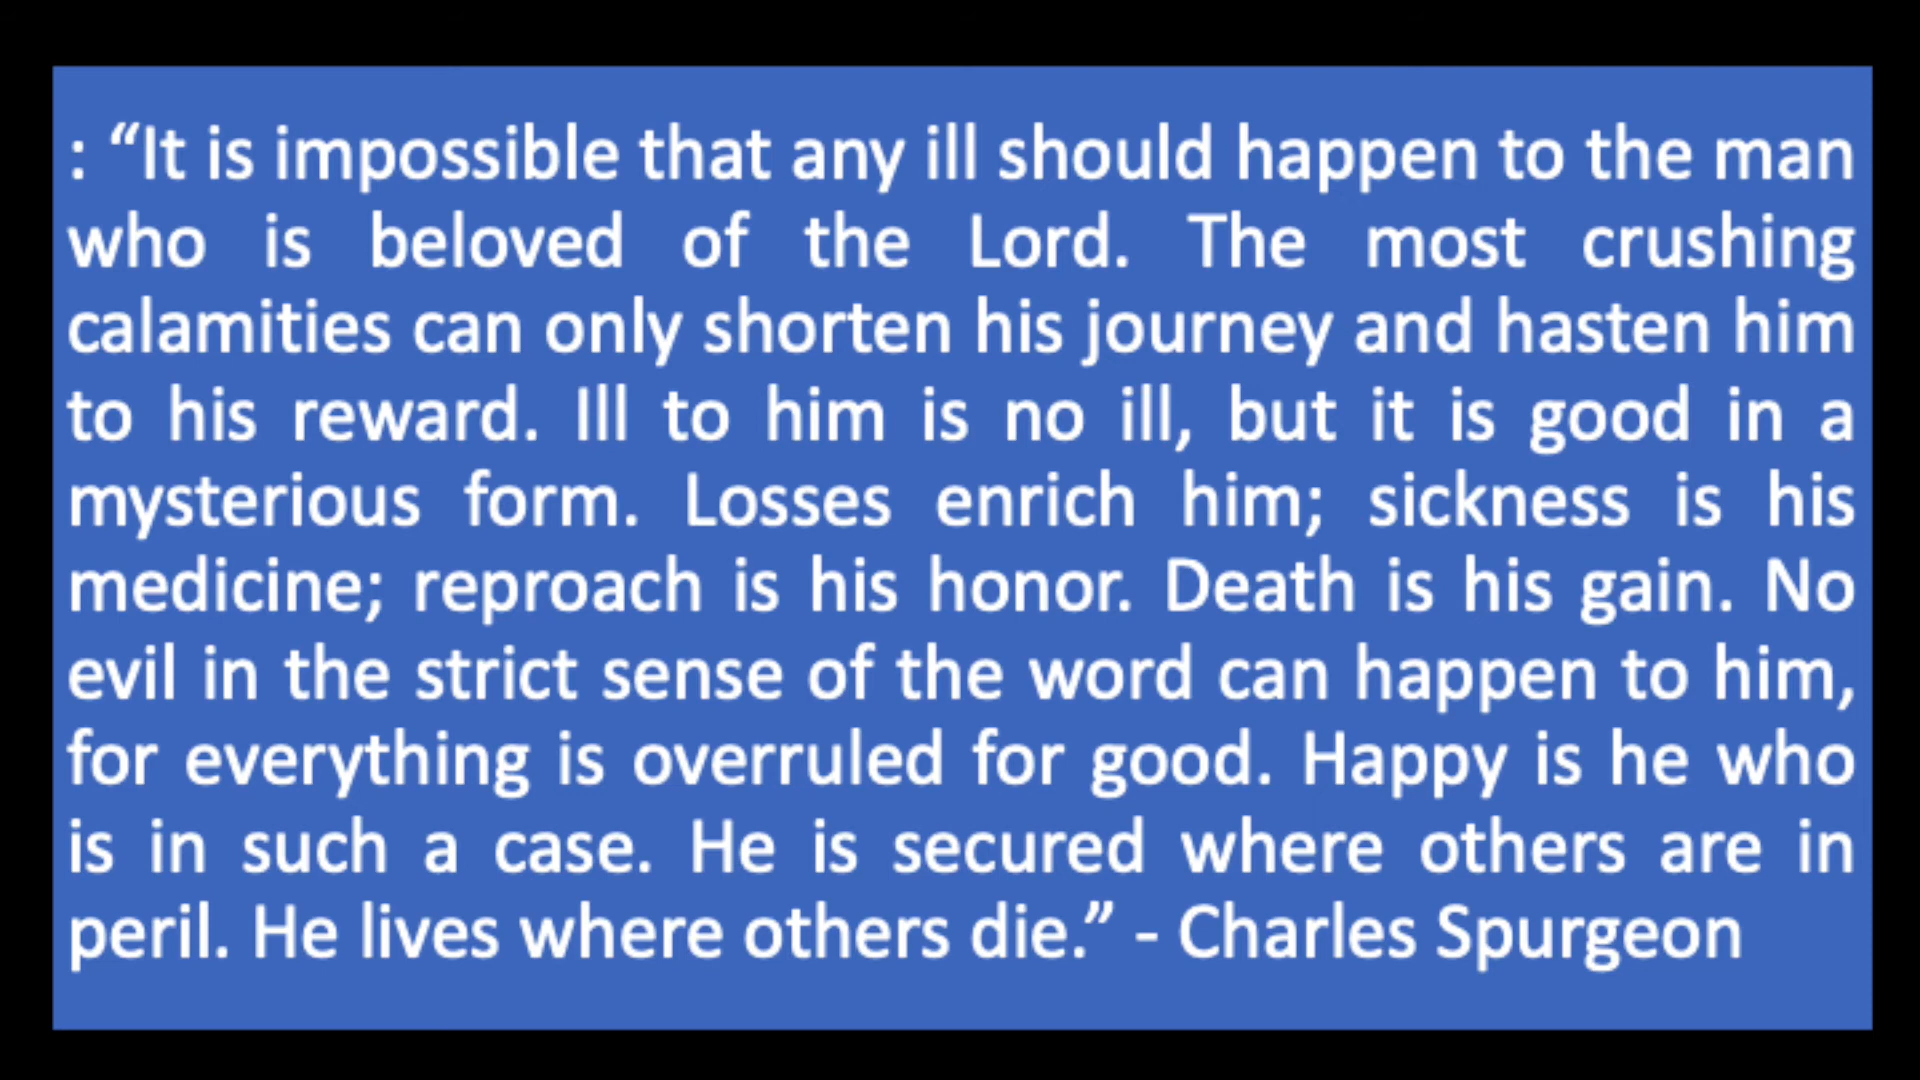 : “It is impossible that any ill should happen to the man
who is beloved of the Lord. The most crushing
calamities can only shorten his journey and hasten him
to his reward. Ill to him is no ill, but it is good in a
mysterious form. Losses enrich him; sickness is his
medicine; reproach is his honor. Death is his gain. No
evil in the strict sense of the word can happen to him,
for everything is overruled for good. Happy is he who
is in such a case. He is secured where others are in
peril. He lives where others die.” - Charles Spurgeon